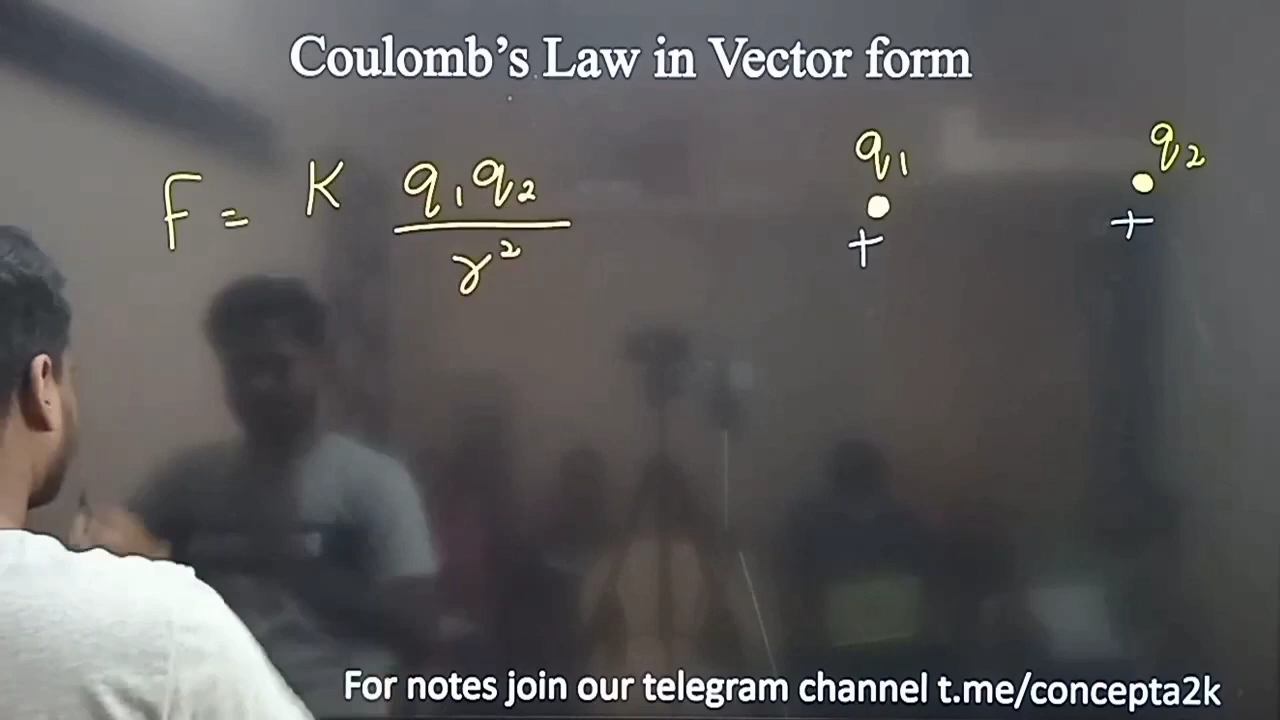 Coulomb's Law in Vector form
F = K q1q2 / r²
q1 q2
+ +
For notes join our telegram channel t.me/concepta2k